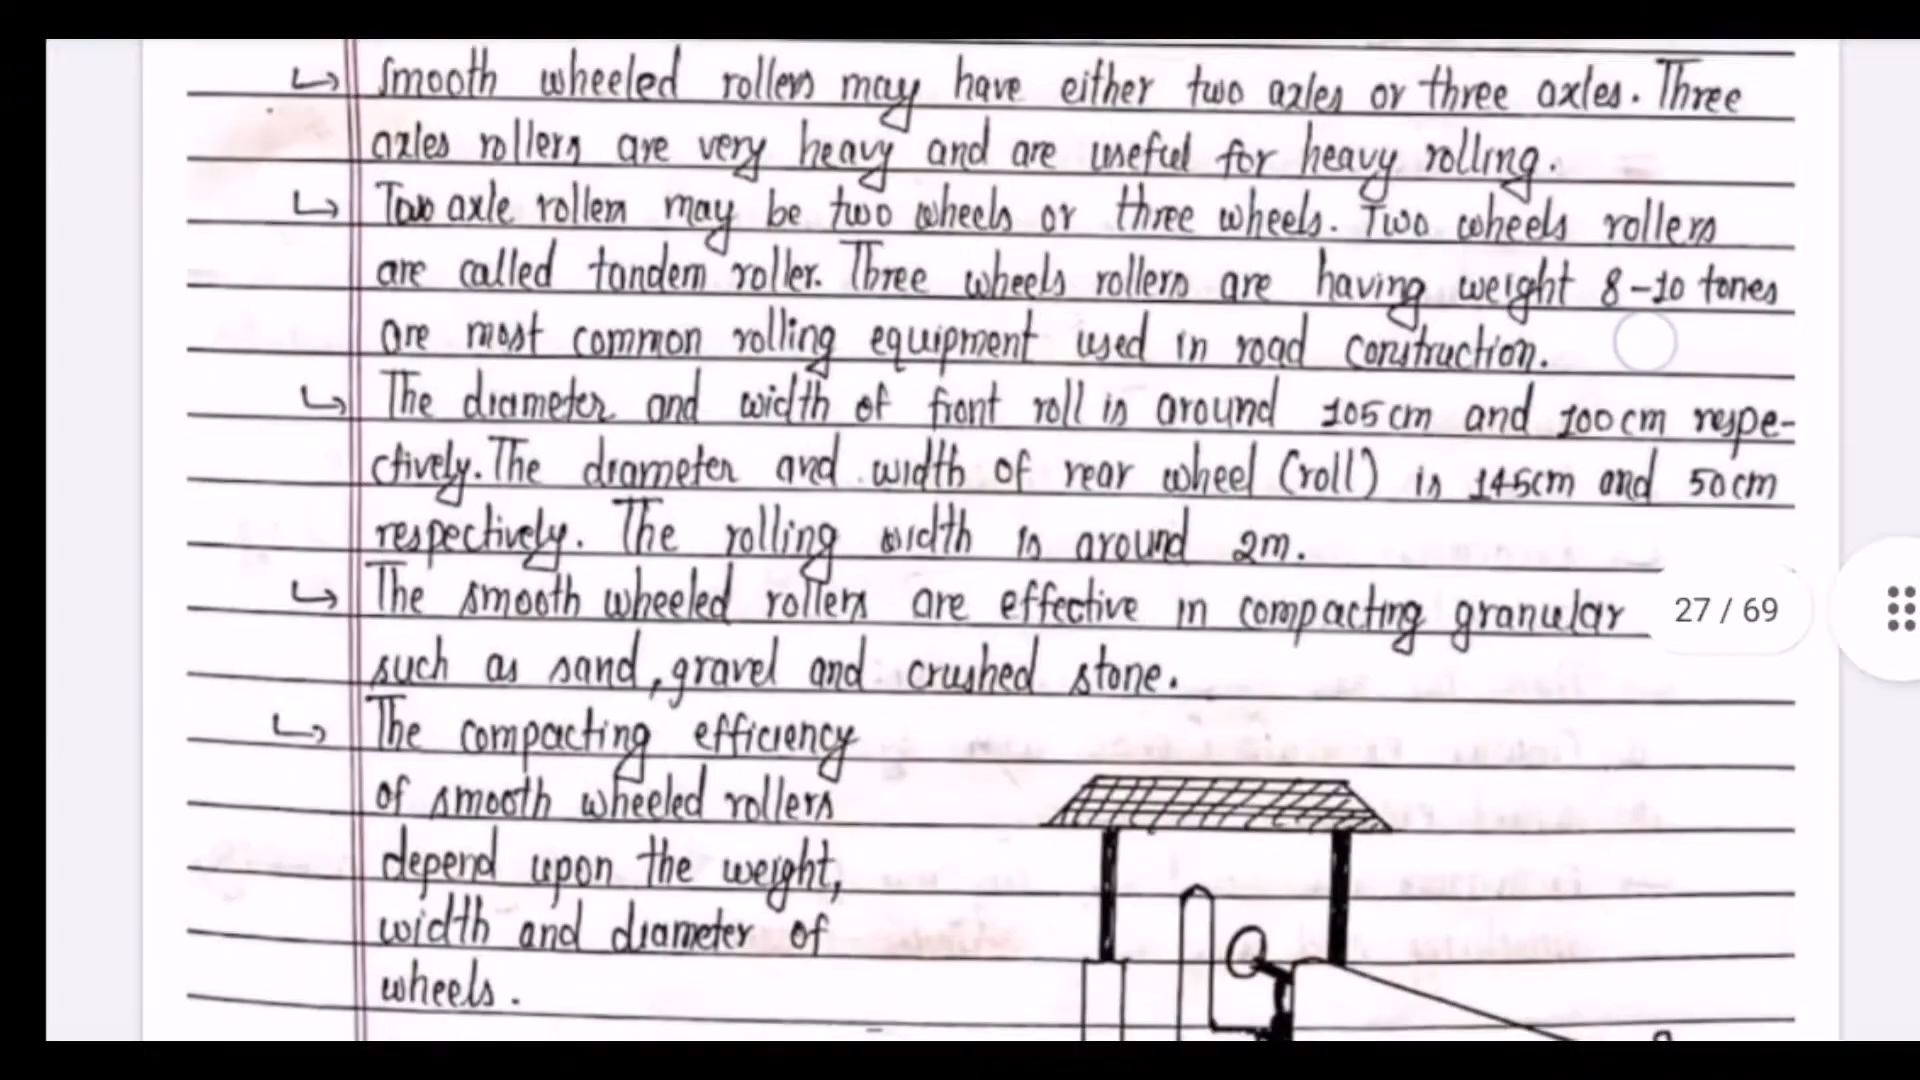 ↳ Smooth wheeled rollers may have either two axles or three axles. Three
axles rollers are very heavy and are useful for heavy rolling.
↳ Two axle rollers may be two wheels or three wheels. Two wheels rollers
are called tandem roller. Three wheels rollers are having weight 8-10 tones
are most common rolling equipment used in road construction.
↳ The diameter and width of front roll is around 105cm and 100cm respe-
ctively. The diameter and width of rear wheel (roll) is 145cm and 50cm
respectively. The rolling width is around 2m.
↳ The smooth wheeled rollers are effective in compacting granular
27 / 69
such as sand, gravel and crushed stone.
↳ The compacting efficiency
of smooth wheeled rollers
depend upon the weight,
width and diameter of
wheels.